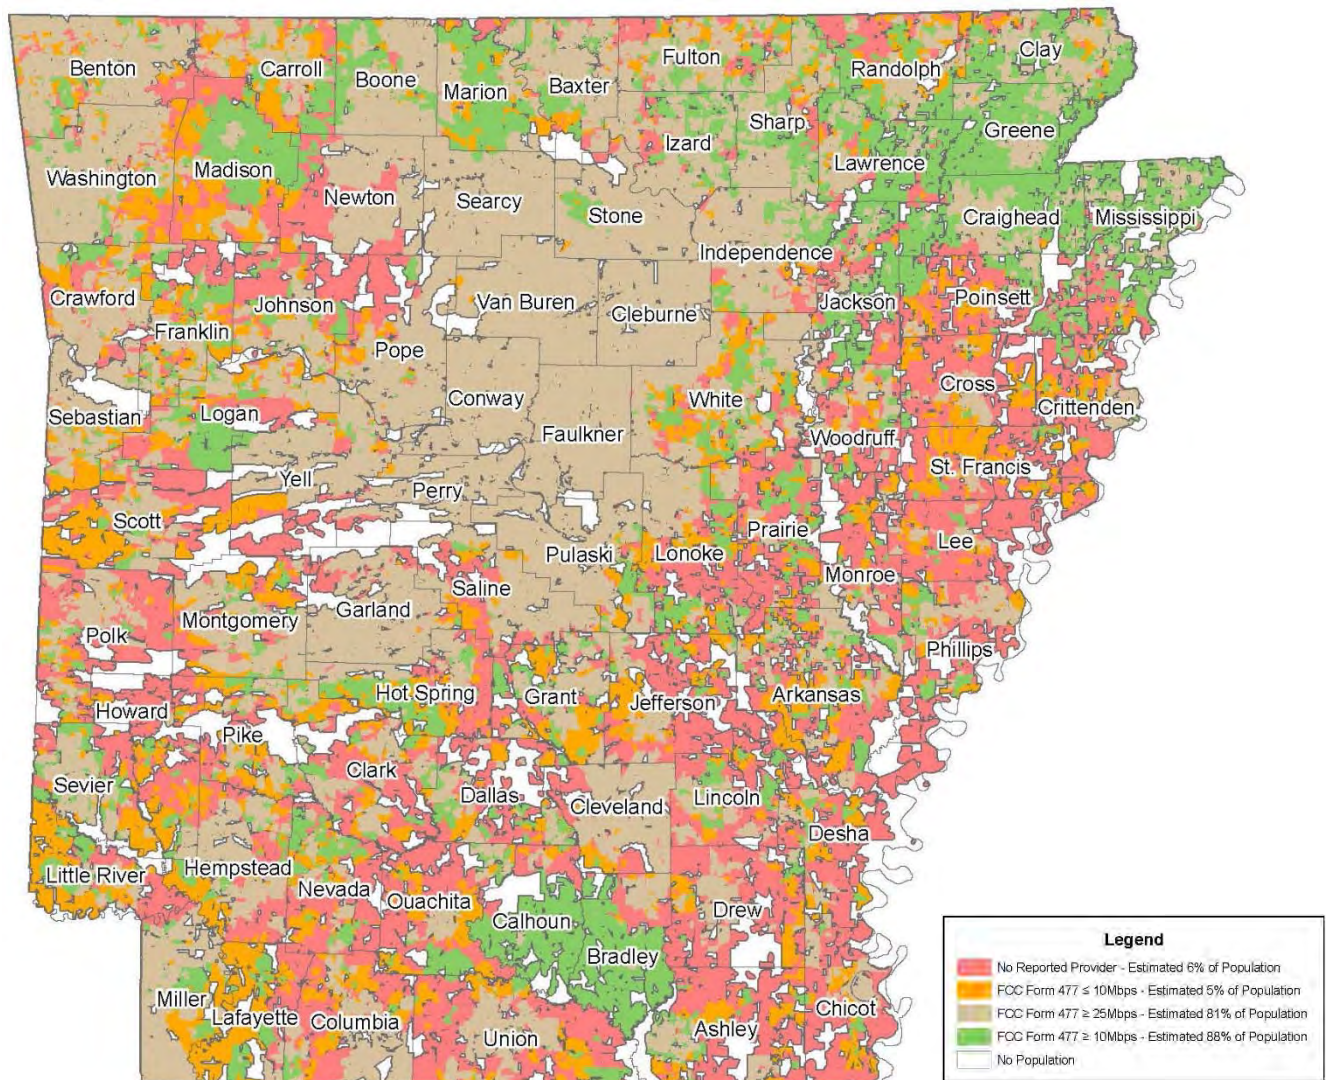 Benton
Carroll
Boone
Marion
Baxter
Fulton
Randolph
Clay
Greene
Sharp
Izard
Lawrence
Washington
Madison
Newton
Searcy
Stone
Independence
Craighead
Mississippi
Crawford
Franklin
Johnson
Van Buren
Cleburne
Jackson
Poinsett
Pope
Sebastian
Logan
Conway
Faulkner
White
Woodruff
Cross
Crittenden
St. Francis
Yell
Perry
Scott
Pulaski
Lonoke
Prairie
Lee
Monroe
Saline
Garland
Montgomery
Polk
Phillips
Howard
Hot Spring
Grant
Jefferson
Arkansas
Pike
Clark
Sevier
Dallas
Cleveland
Lincoln
Desha
Little River
Hempstead
Nevada
Ouachita
Calhoun
Drew
Bradley
Miller
Lafayette
Columbia
Union
Ashley
Chicot
Legend
No Reported Provider - Estimated 6% of Population
FCC Form 477 ≤ 10Mbps - Estimated 5% of Population
FCC Form 477 ≥ 25Mbps - Estimated 81% of Population
FCC Form 477 ≥ 10Mbps - Estimated 88% of Population
No Population